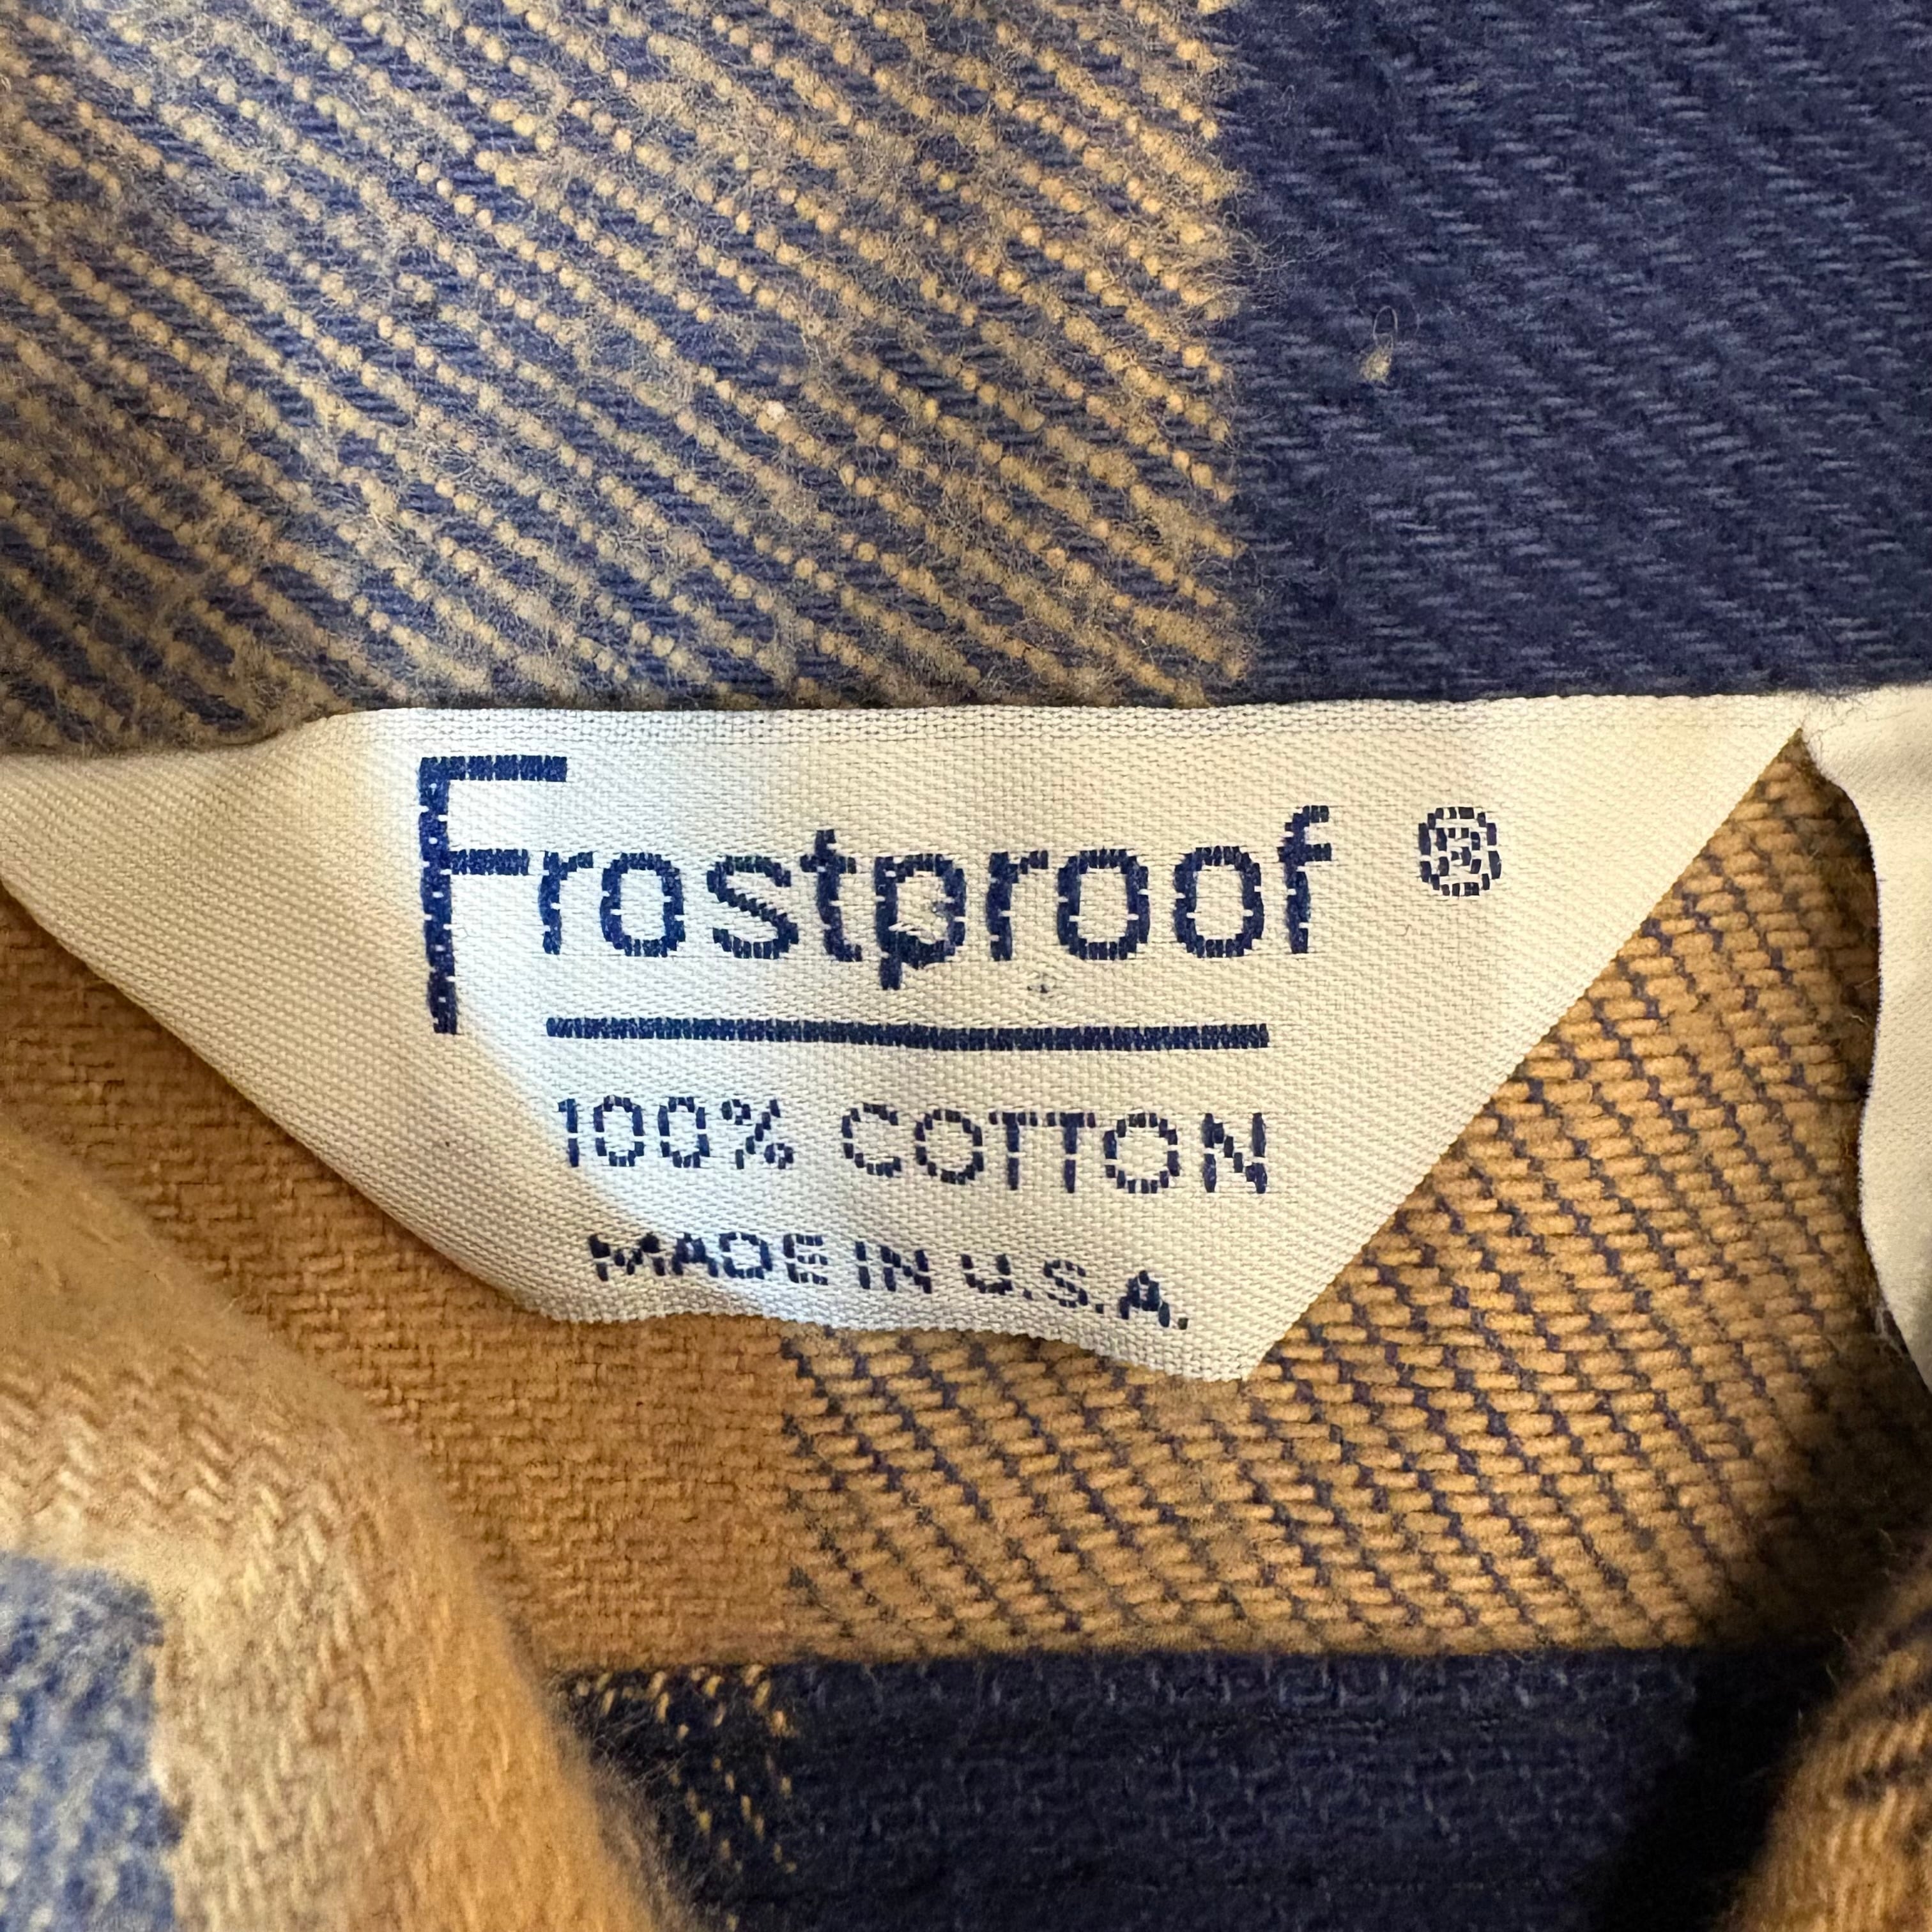 Frostproof ®
100% COTTON
MADE IN U.S.A.